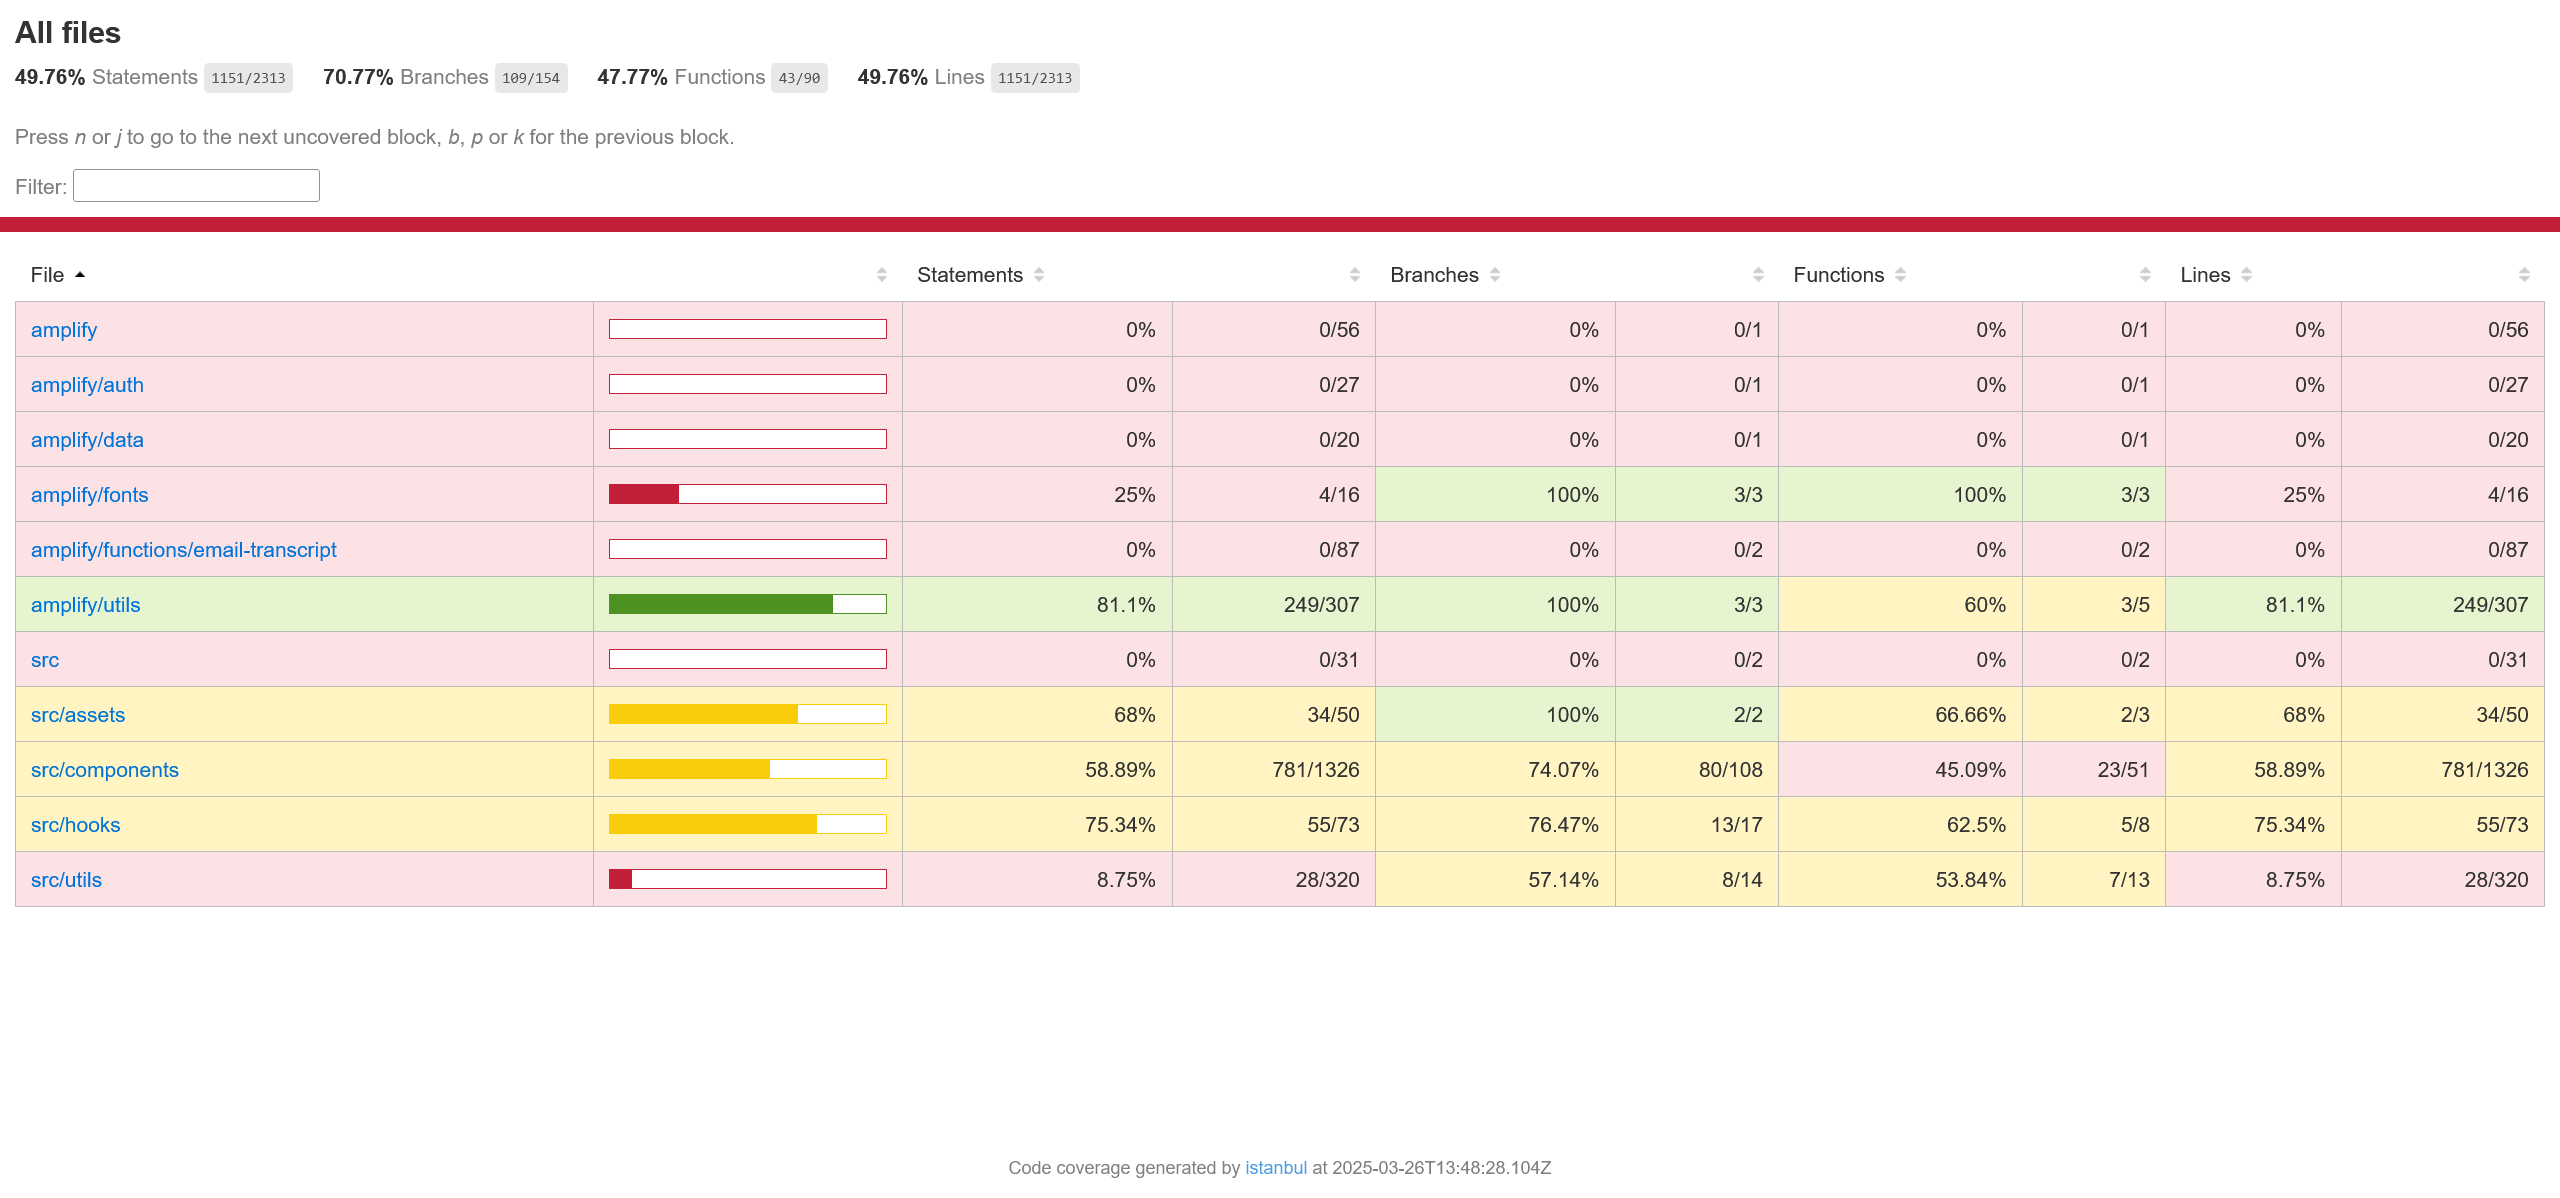 All files
49.76% Statements 1151/2313 70.77% Branches 109/154 47.77% Functions 43/90 49.76% Lines 1151/2313
Press n or j to go to the next uncovered block, b, p or k for the previous block.
Filter:
File Statements Branches Functions Lines
amplify 0% 0/56 0% 0/1 0% 0/1 0% 0/56
amplify/auth 0% 0/27 0% 0/1 0% 0/1 0% 0/27
amplify/data 0% 0/20 0% 0/1 0% 0/1 0% 0/20
amplify/fonts 25% 4/16 100% 3/3 100% 3/3 25% 4/16
amplify/functions/email-transcript 0% 0/87 0% 0/2 0% 0/2 0% 0/87
amplify/utils 81.1% 249/307 100% 3/3 60% 3/5 81.1% 249/307
src 0% 0/31 0% 0/2 0% 0/2 0% 0/31
src/assets 68% 34/50 100% 2/2 66.66% 2/3 68% 34/50
src/components 58.89% 781/1326 74.07% 80/108 45.09% 23/51 58.89% 781/1326
src/hooks 75.34% 55/73 76.47% 13/17 62.5% 5/8 75.34% 55/73
src/utils 8.75% 28/320 57.14% 8/14 53.84% 7/13 8.75% 28/320
Code coverage generated by istanbul at 2025-03-26T13:48:28.104Z